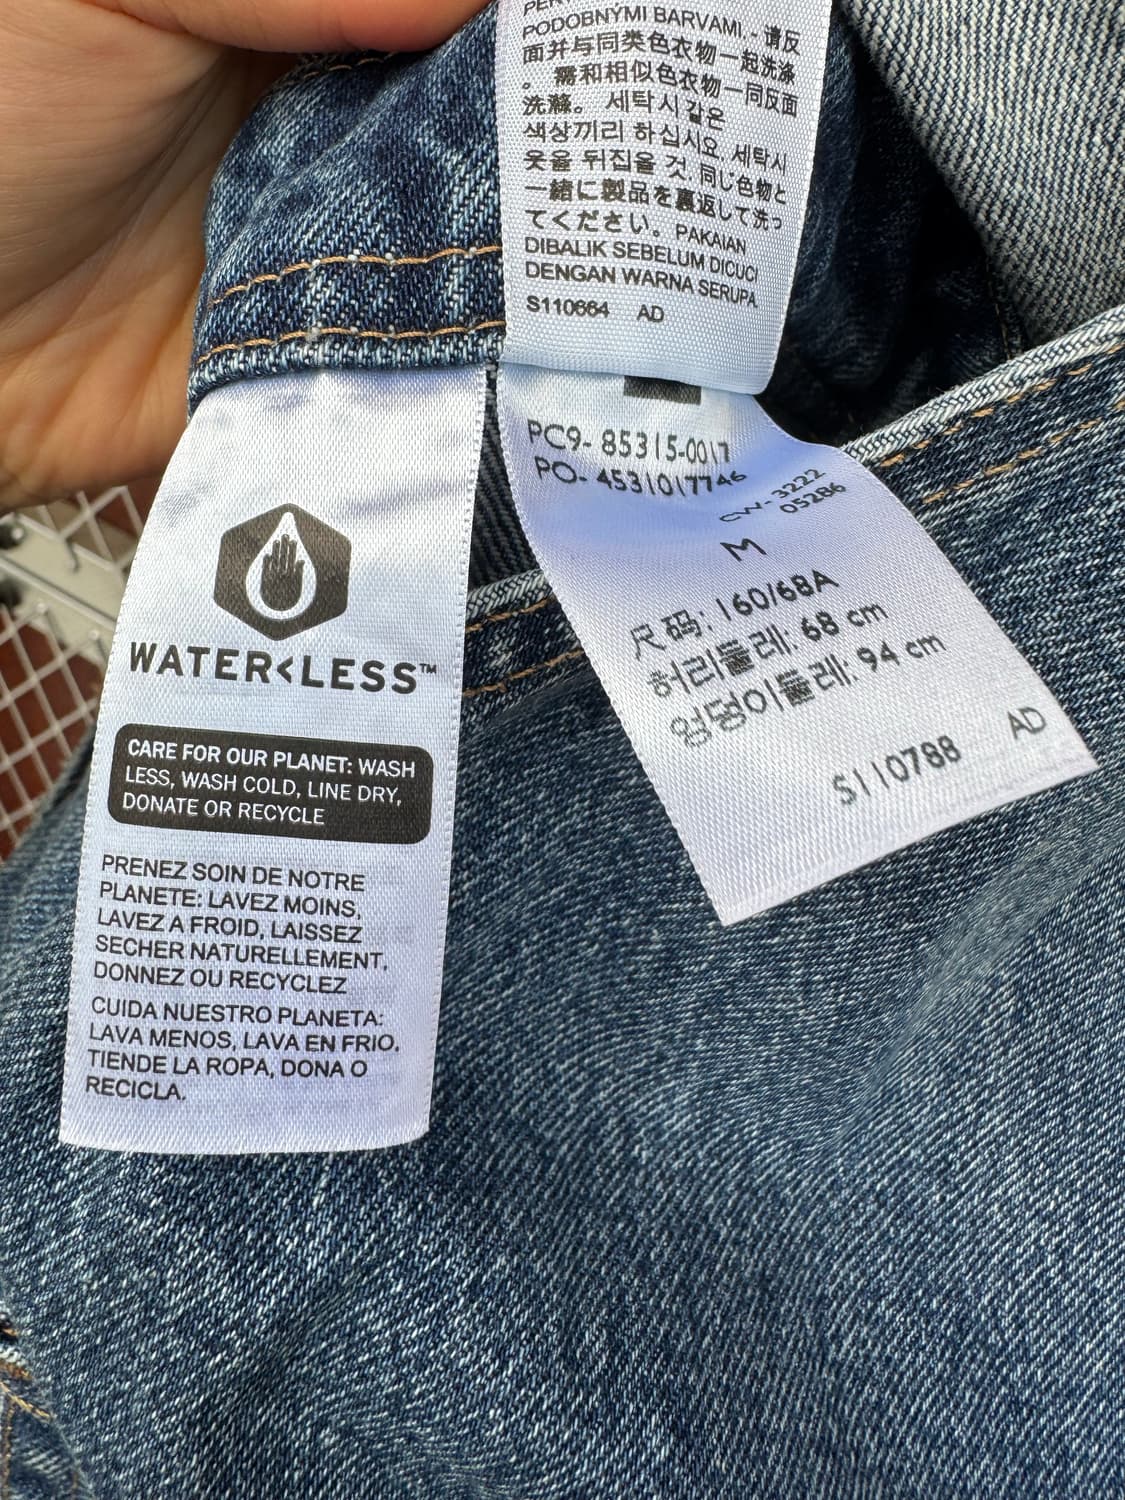 PODOBNÝMI BARVAMI. - 请反
面并与同类色衣物一起洗涤
。 請和相似色衣物一同反面
洗滌。 세탁시 같은
색상끼리 하십시요. 세탁시
옷을 뒤집을 것. 同じ色物と
一緒に製品を裏返して洗っ
てください。 PAKAIAN
DIBALIK SEBELUM DICUCI
DENGAN WARNA SERUPA.
S110664 AD
PC9- 85315-0017
PO- 4531017746
CW-3222
05286
M
尺码: 160/68A
허리둘레: 68 cm
엉덩이둘레: 94 cm
S110788 AD
WATER<LESS™
CARE FOR OUR PLANET: WASH
LESS, WASH COLD, LINE DRY,
DONATE OR RECYCLE
PRENEZ SOIN DE NOTRE
PLANETE: LAVEZ MOINS,
LAVEZ A FROID, LAISSEZ
SECHER NATURELLEMENT,
DONNEZ OU RECYCLEZ
CUIDA NUESTRO PLANETA:
LAVA MENOS, LAVA EN FRIO,
TIENDE LA ROPA, DONA O
RECICLA.